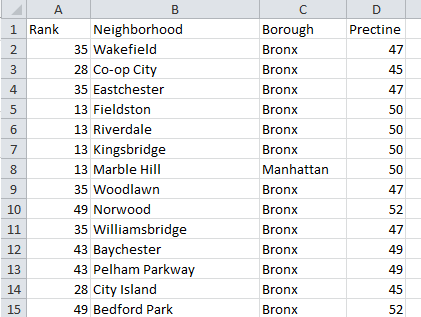 A B C D
1 Rank Neighborhood Borough Prectine
2 35 Wakefield Bronx 47
3 28 Co-op City Bronx 45
4 35 Eastchester Bronx 47
5 13 Fieldston Bronx 50
6 13 Riverdale Bronx 50
7 13 Kingsbridge Bronx 50
8 13 Marble Hill Manhattan 50
9 35 Woodlawn Bronx 47
10 49 Norwood Bronx 52
11 35 Williamsbridge Bronx 47
12 43 Baychester Bronx 49
13 43 Pelham Parkway Bronx 49
14 28 City Island Bronx 45
15 49 Bedford Park Bronx 52